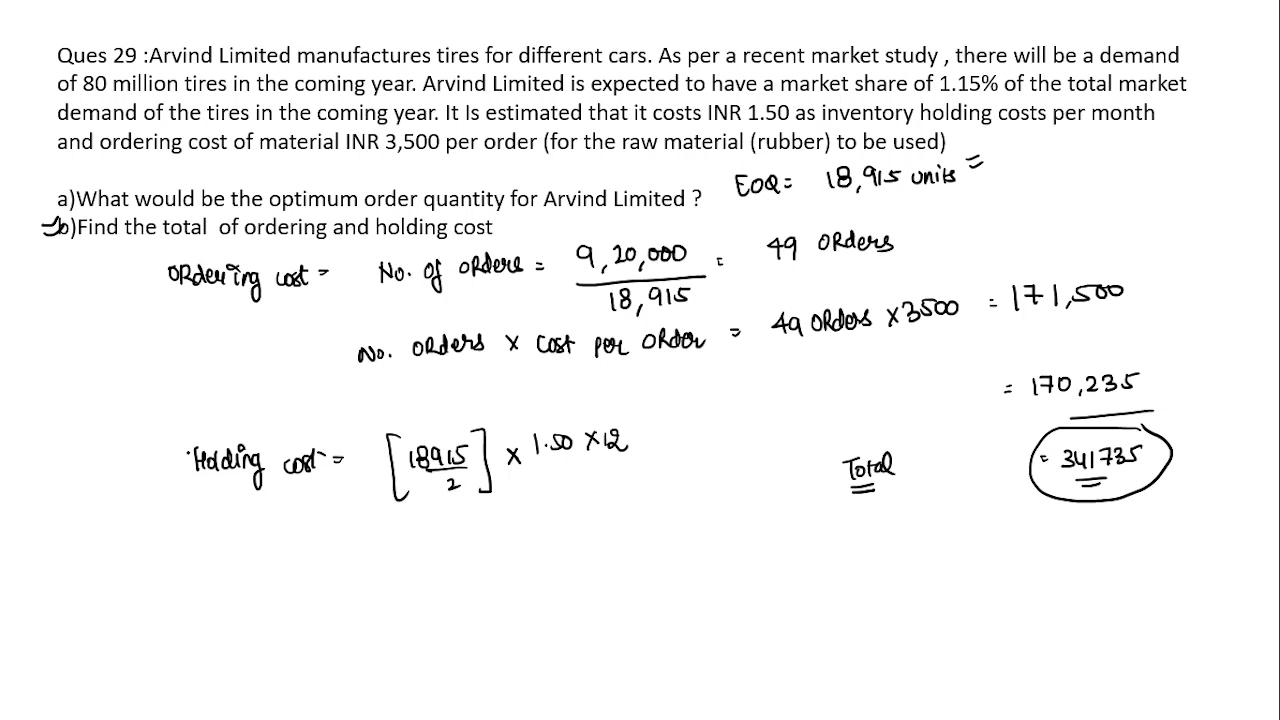 Ques 29 :Arvind Limited manufactures tires for different cars. As per a recent market study , there will be a demand
of 80 million tires in the coming year. Arvind Limited is expected to have a market share of 1.15% of the total market
demand of the tires in the coming year. It Is estimated that it costs INR 1.50 as inventory holding costs per month
and ordering cost of material INR 3,500 per order (for the raw material (rubber) to be used)
EOQ = 18,915 units =
a)What would be the optimum order quantity for Arvind Limited ?
b)Find the total of ordering and holding cost
Ordering cost = No. of orders = 9,20,000 / 18,915 = 49 orders
No. orders x cost per order = 49 orders x 3500 = 171,500
= 170,235
Holding cost = [18915 / 2] x 1.50 x 12
Total = 341735